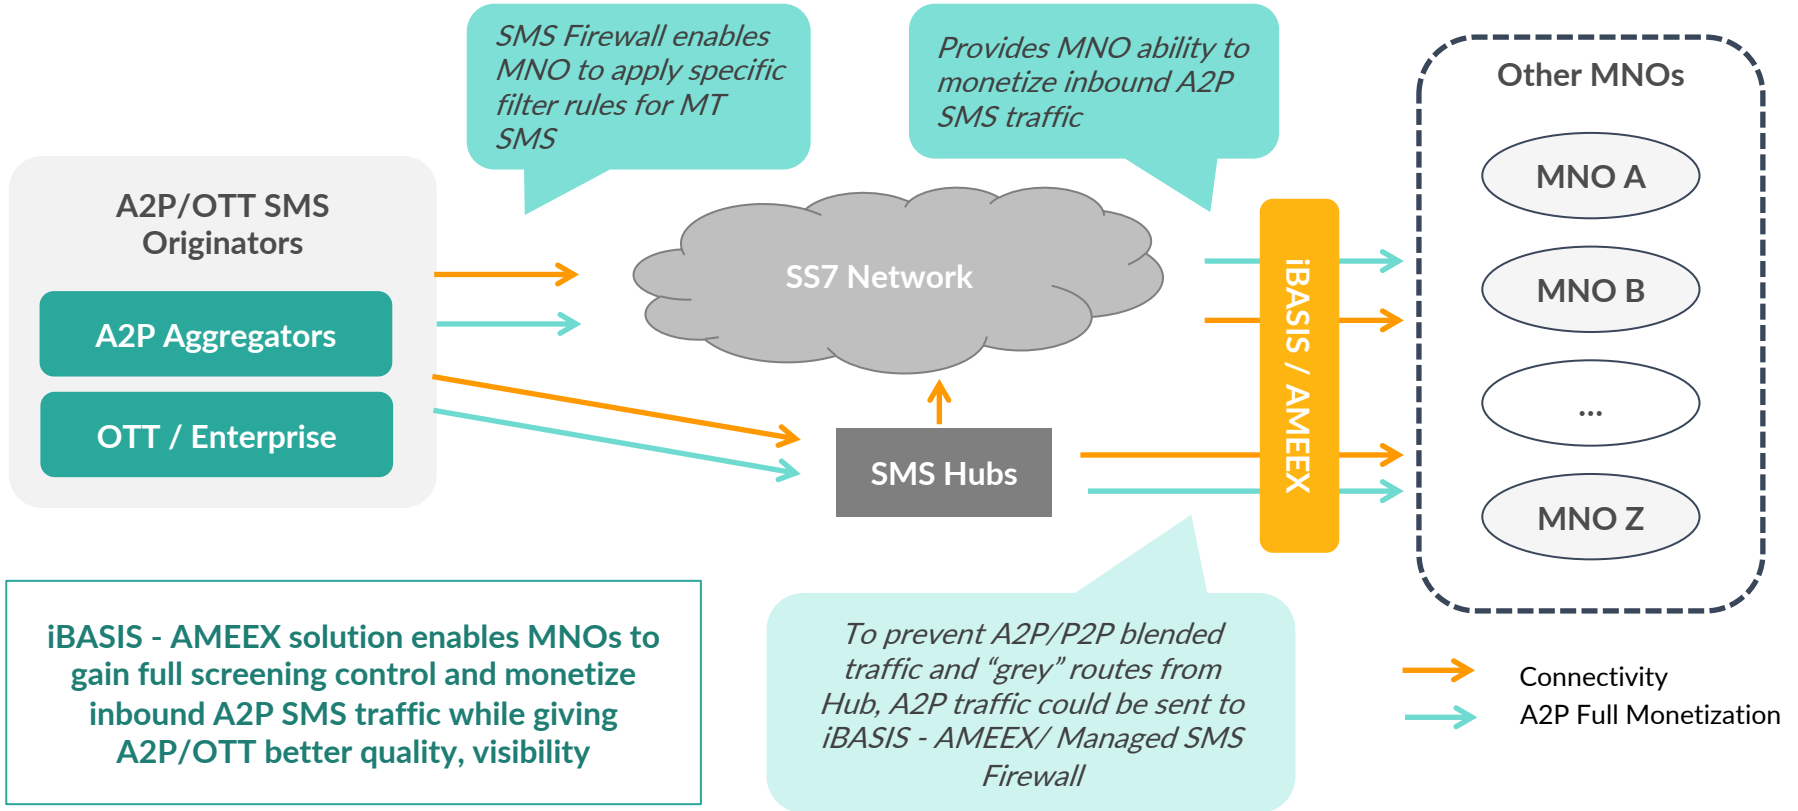 SMS Firewall enables
MNO to apply specific
filter rules for MT
SMS
Provides MNO ability to
monetize inbound A2P
SMS traffic
Other MNOs
MNO A
MNO B
...
MNO Z
A2P/OTT SMS
Originators
A2P Aggregators
OTT / Enterprise
SS7 Network
SMS Hubs
iBASIS / AMEEX
iBASIS - AMEEX solution enables MNOs to
gain full screening control and monetize
inbound A2P SMS traffic while giving
A2P/OTT better quality, visibility
To prevent A2P/P2P blended
traffic and “grey” routes from
Hub, A2P traffic could be sent to
iBASIS - AMEEX/ Managed SMS
Firewall
Connectivity
A2P Full Monetization